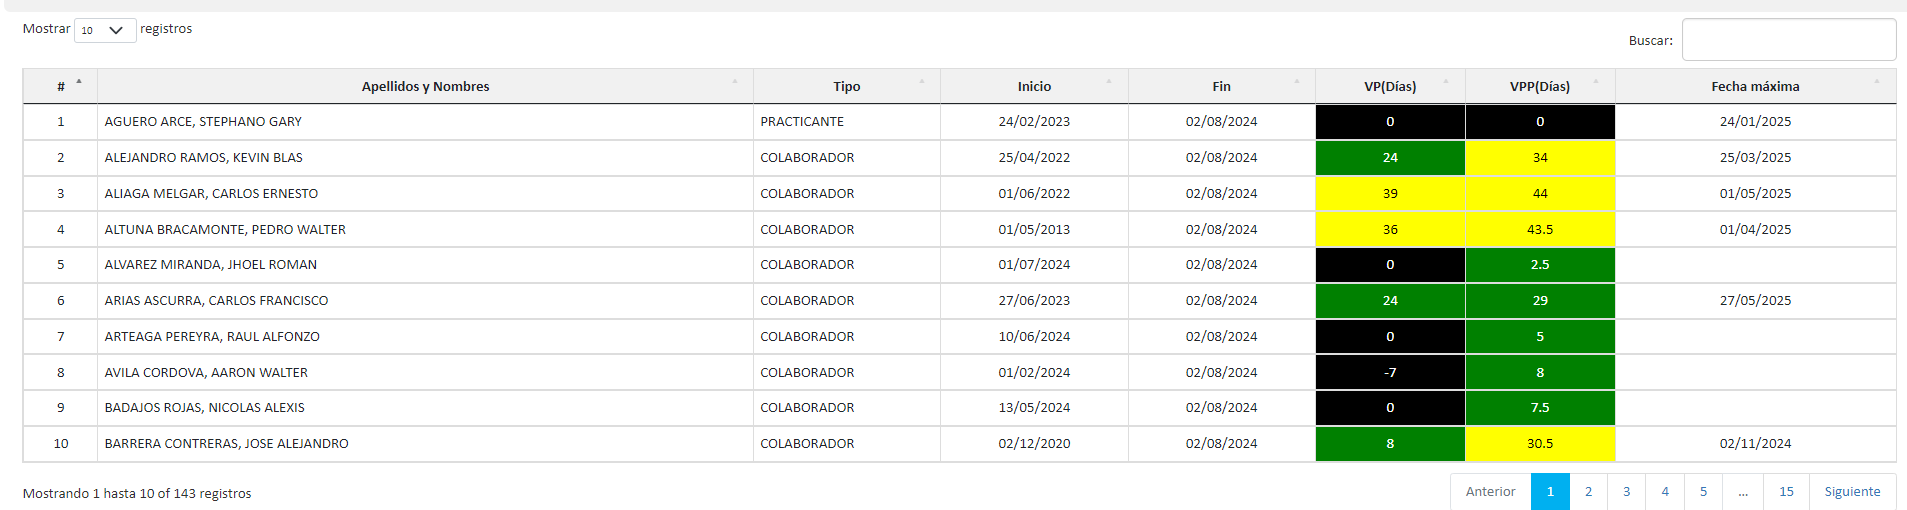 Mostrar 10 registros
Buscar:
# Apellidos y Nombres Tipo Inicio Fin VP(Días) VPP(Días) Fecha máxima
1 AGUERO ARCE, STEPHANO GARY PRACTICANTE 24/02/2023 02/08/2024 0 0 24/01/2025
2 ALEJANDRO RAMOS, KEVIN BLAS COLABORADOR 25/04/2022 02/08/2024 24 34 25/03/2025
3 ALIAGA MELGAR, CARLOS ERNESTO COLABORADOR 01/06/2022 02/08/2024 39 44 01/05/2025
4 ALTUNA BRACAMONTE, PEDRO WALTER COLABORADOR 01/05/2013 02/08/2024 36 43.5 01/04/2025
5 ALVAREZ MIRANDA, JHOEL ROMAN COLABORADOR 01/07/2024 02/08/2024 0 2.5
6 ARIAS ASCURRA, CARLOS FRANCISCO COLABORADOR 27/06/2023 02/08/2024 24 29 27/05/2025
7 ARTEAGA PEREYRA, RAUL ALFONZO COLABORADOR 10/06/2024 02/08/2024 0 5
8 AVILA CORDOVA, AARON WALTER COLABORADOR 01/02/2024 02/08/2024 -7 8
9 BADAJOS ROJAS, NICOLAS ALEXIS COLABORADOR 13/05/2024 02/08/2024 0 7.5
10 BARRERA CONTRERAS, JOSE ALEJANDRO COLABORADOR 02/12/2020 02/08/2024 8 30.5 02/11/2024
Mostrando 1 hasta 10 of 143 registros
Anterior 1 2 3 4 5 ... 15 Siguiente